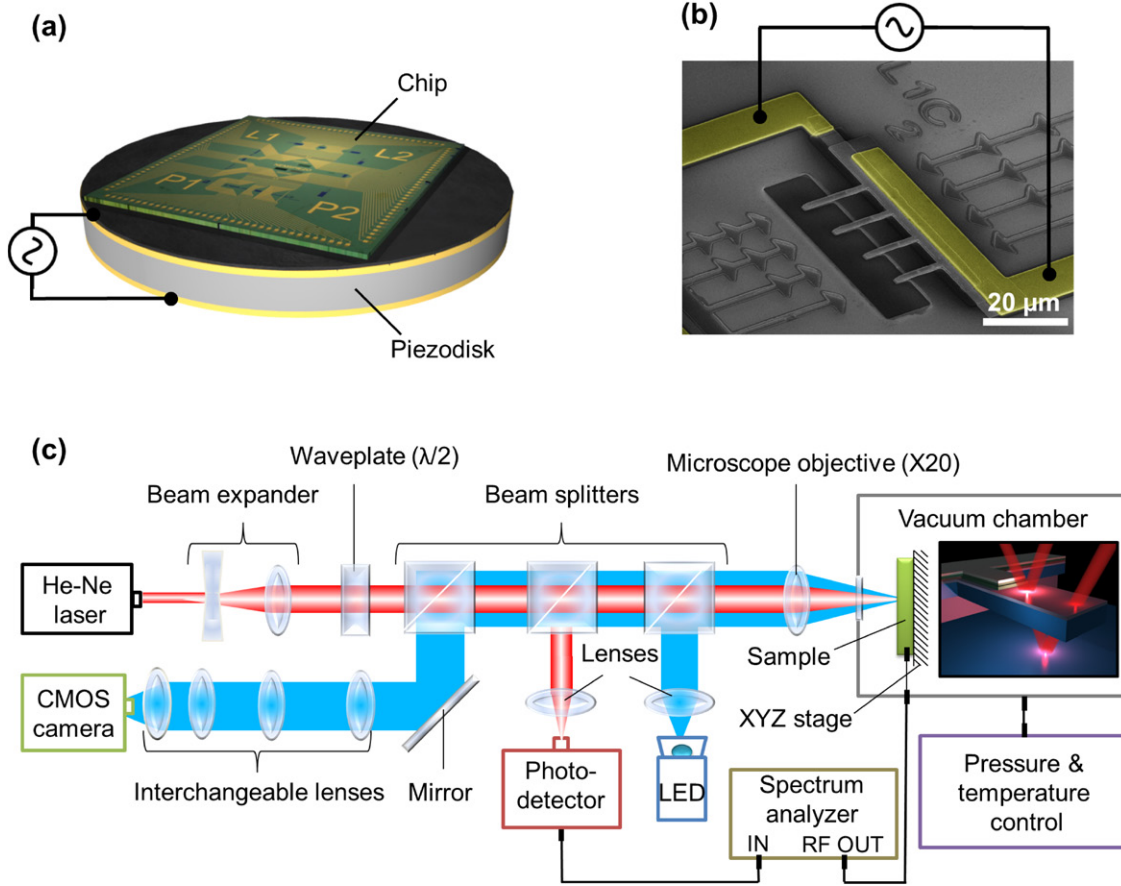 (a)
Chip
L1
L2
P1
P2
Piezodisk
(b)
L1C
2
20 μm
(c)
Waveplate (λ/2)
Microscope objective (X20)
Beam expander
Beam splitters
Vacuum chamber
He-Ne
laser
Lenses
Sample
CMOS
camera
XYZ stage
Interchangeable lenses
Mirror
Photo-
detector
LED
Spectrum
analyzer
IN
RF OUT
Pressure &
temperature
control